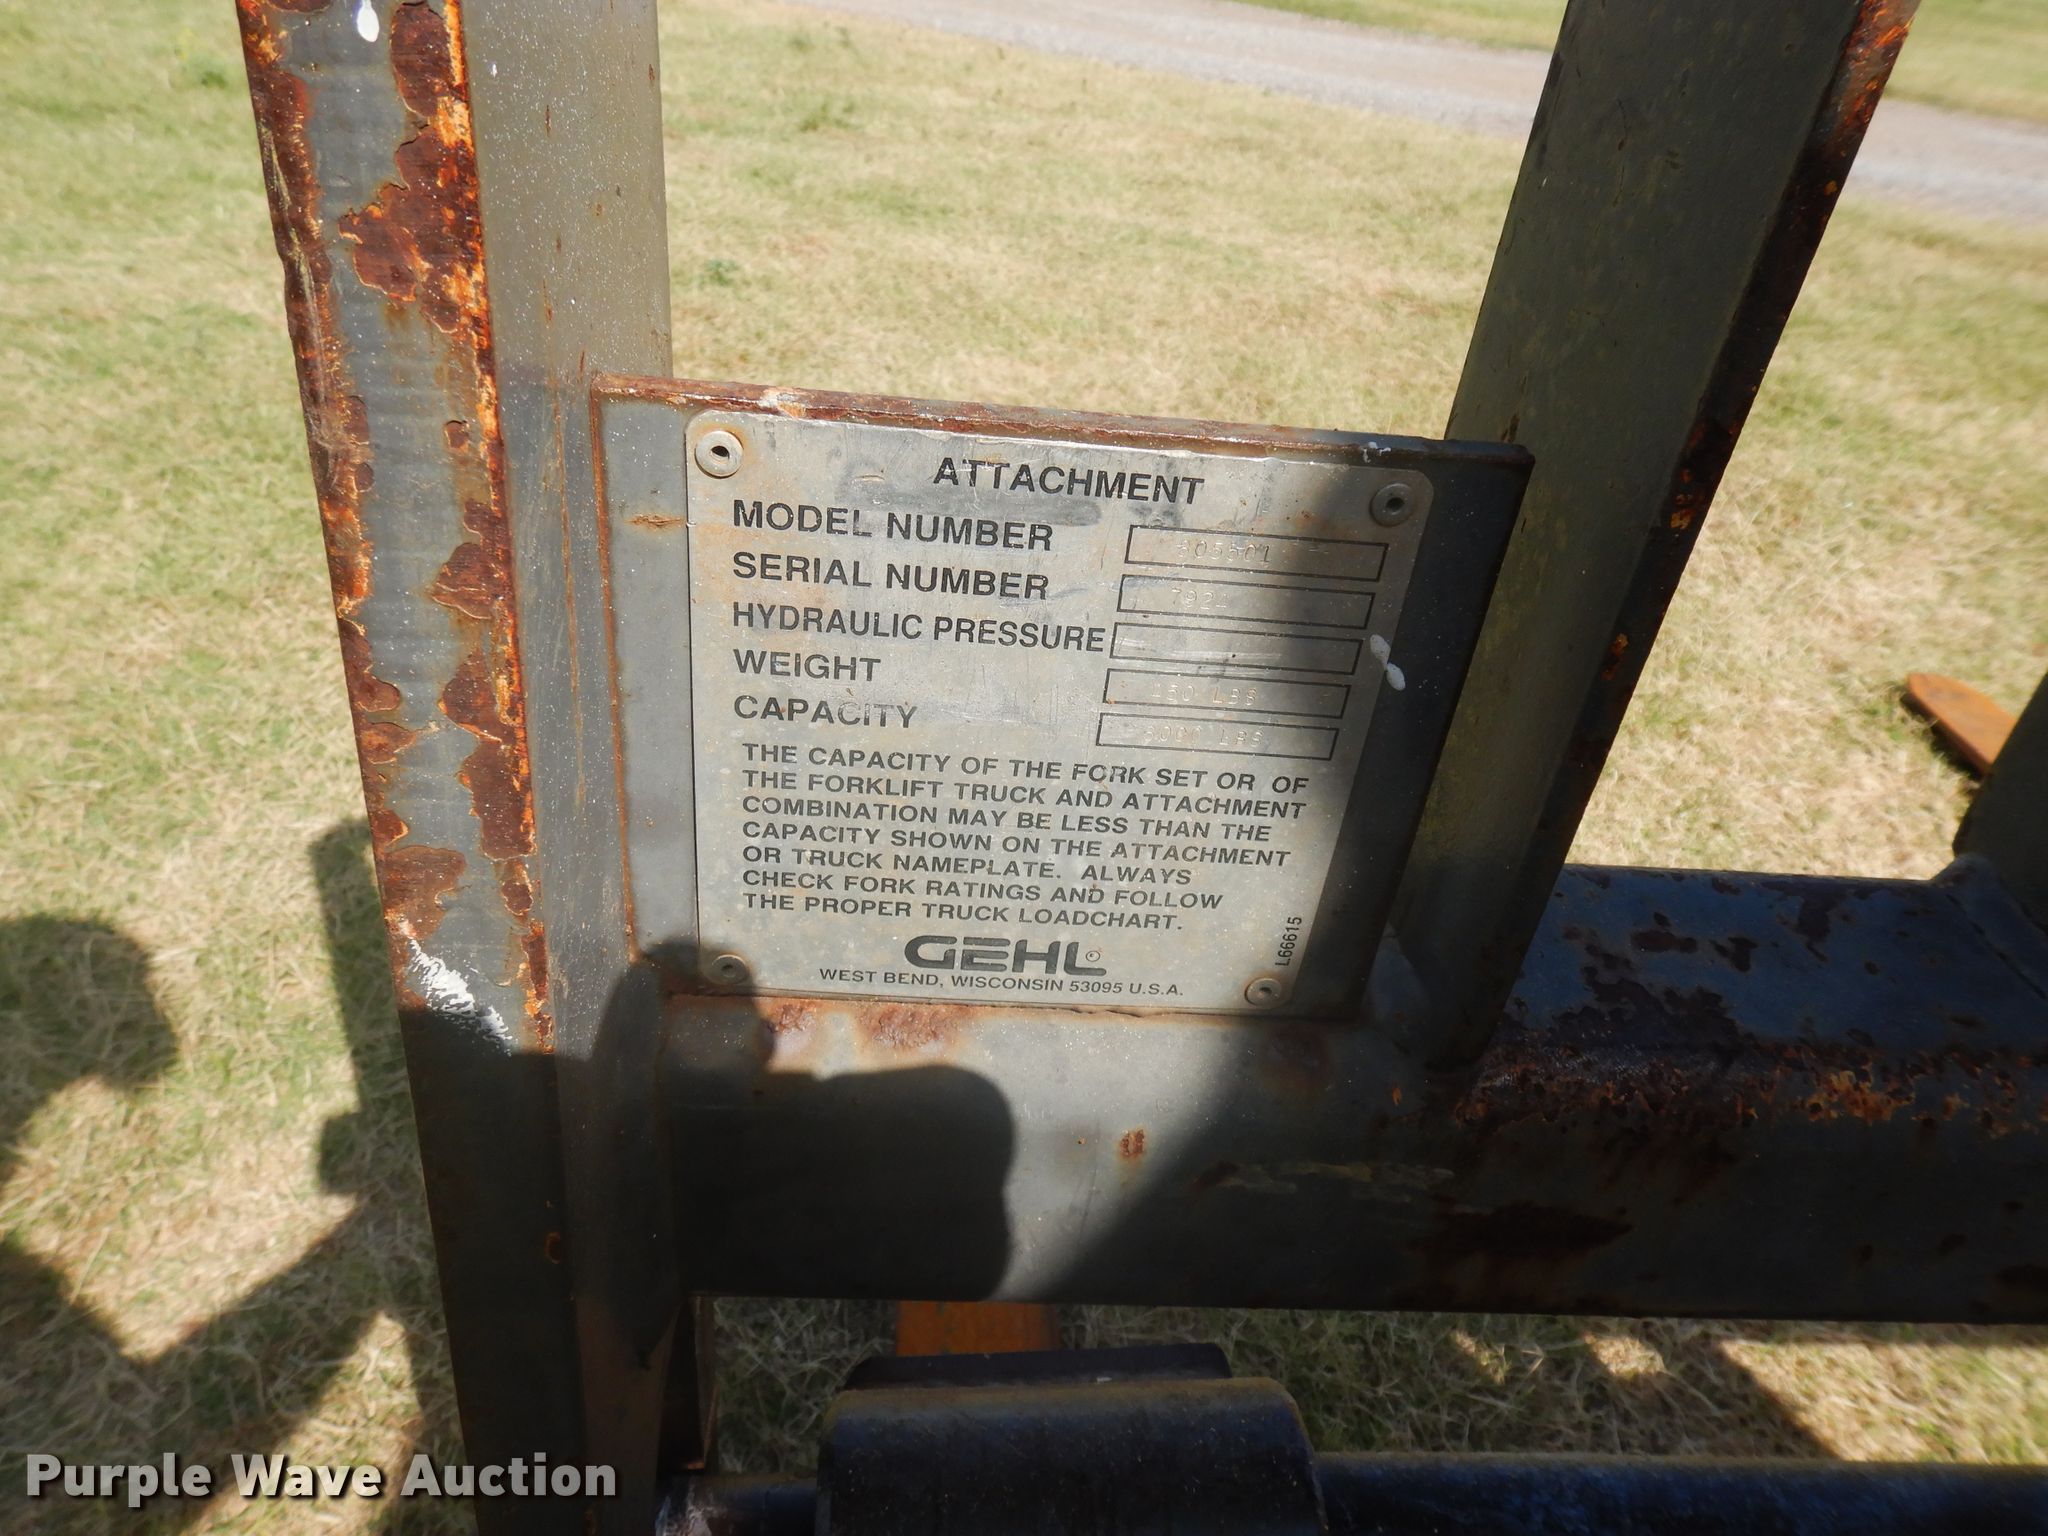 ATTACHMENT
MODEL NUMBER
SERIAL NUMBER
HYDRAULIC PRESSURE
WEIGHT LBS
CAPACITY LBS
THE CAPACITY OF THE FORK SET OR OF
THE FORKLIFT TRUCK AND ATTACHMENT
COMBINATION MAY BE LESS THAN THE
CAPACITY SHOWN ON THE ATTACHMENT
OR TRUCK NAMEPLATE. ALWAYS
CHECK FORK RATINGS AND FOLLOW
THE PROPER TRUCK LOADCHART.
GEHL®
WEST BEND, WISCONSIN 53095 U.S.A.
L66615
Purple Wave Auction